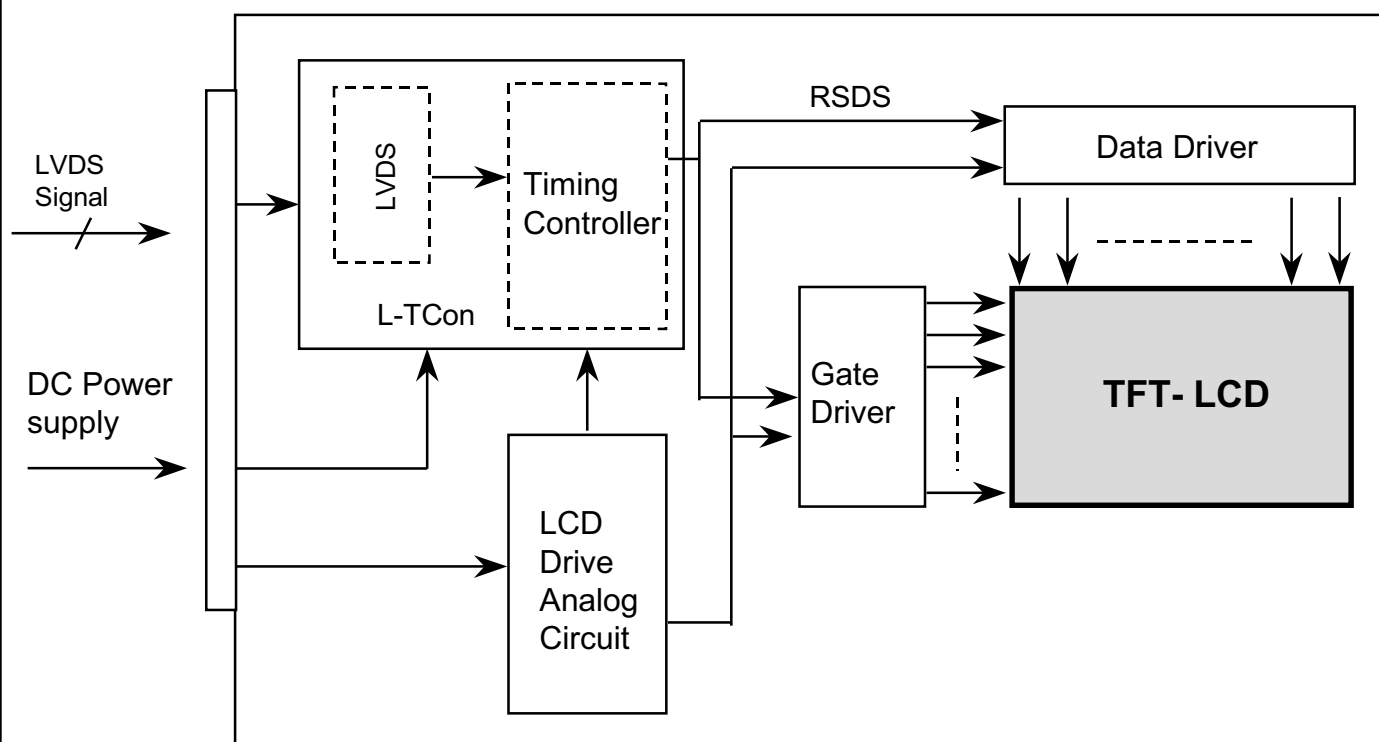 RSDS
Data Driver
LVDS
Signal
LVDS
Timing
Controller
L-TCon
DC Power
supply
Gate
Driver
TFT- LCD
LCD
Drive
Analog
Circuit